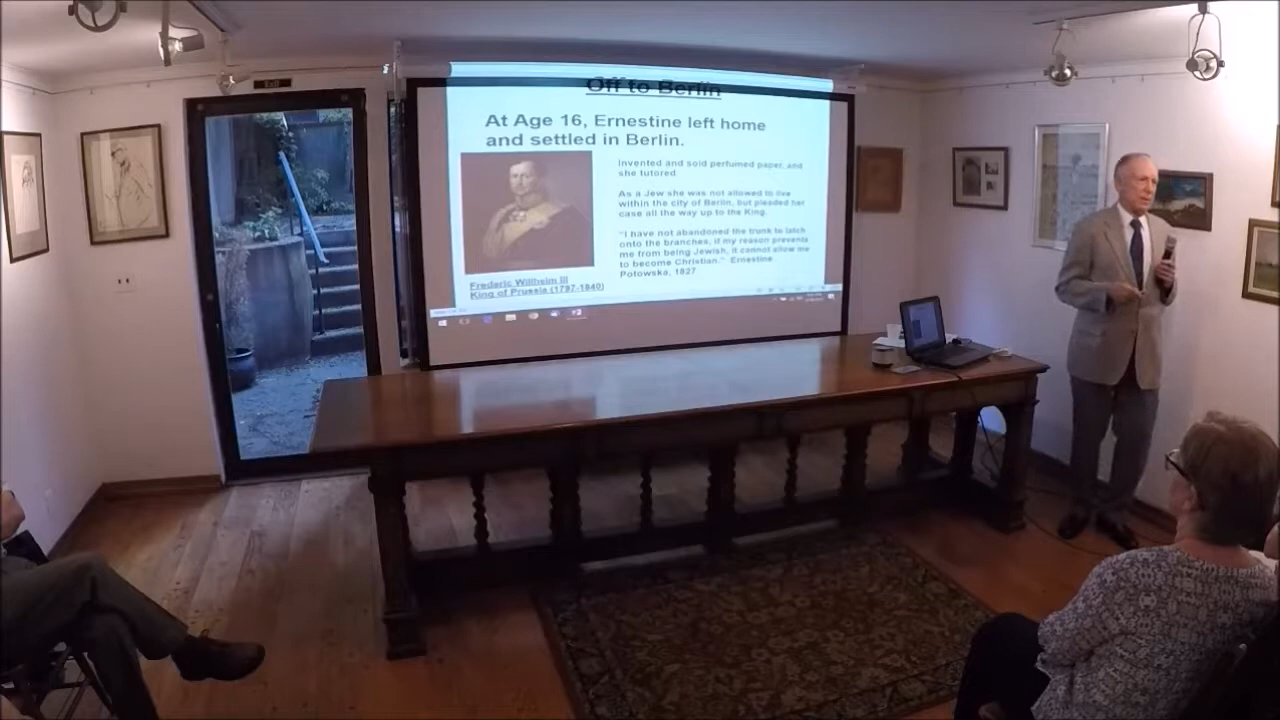 Off to Berlin
At Age 16, Ernestine left home
and settled in Berlin.
Invented and sold perfumed paper, and
she tutored
As a Jew she was not allowed to live
within the city of Berlin, but pleaded her
case all the way up to the King.
"I have not abandoned the trunk to latch
onto the branches, if my reason prevents
me from being Jewish, it cannot allow me
to become Christian." Ernestine
Potowska, 1827
Frederic Willhelm III
King of Prussia (1797-1840)